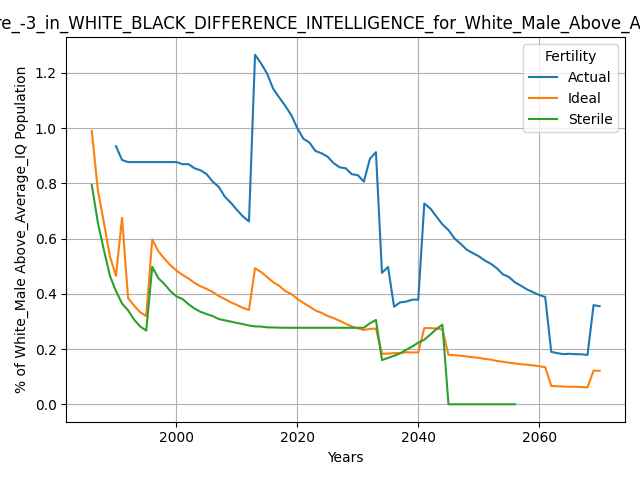 re_-3_in_WHITE_BLACK_DIFFERENCE_INTELLIGENCE_for_White_Male_Above_A
Fertility
Actual
Ideal
Sterile
% of White_Male Above_Average_IQ Population
1.2
1.0
0.8
0.6
0.4
0.2
0.0
2000 2020 2040 2060
Years